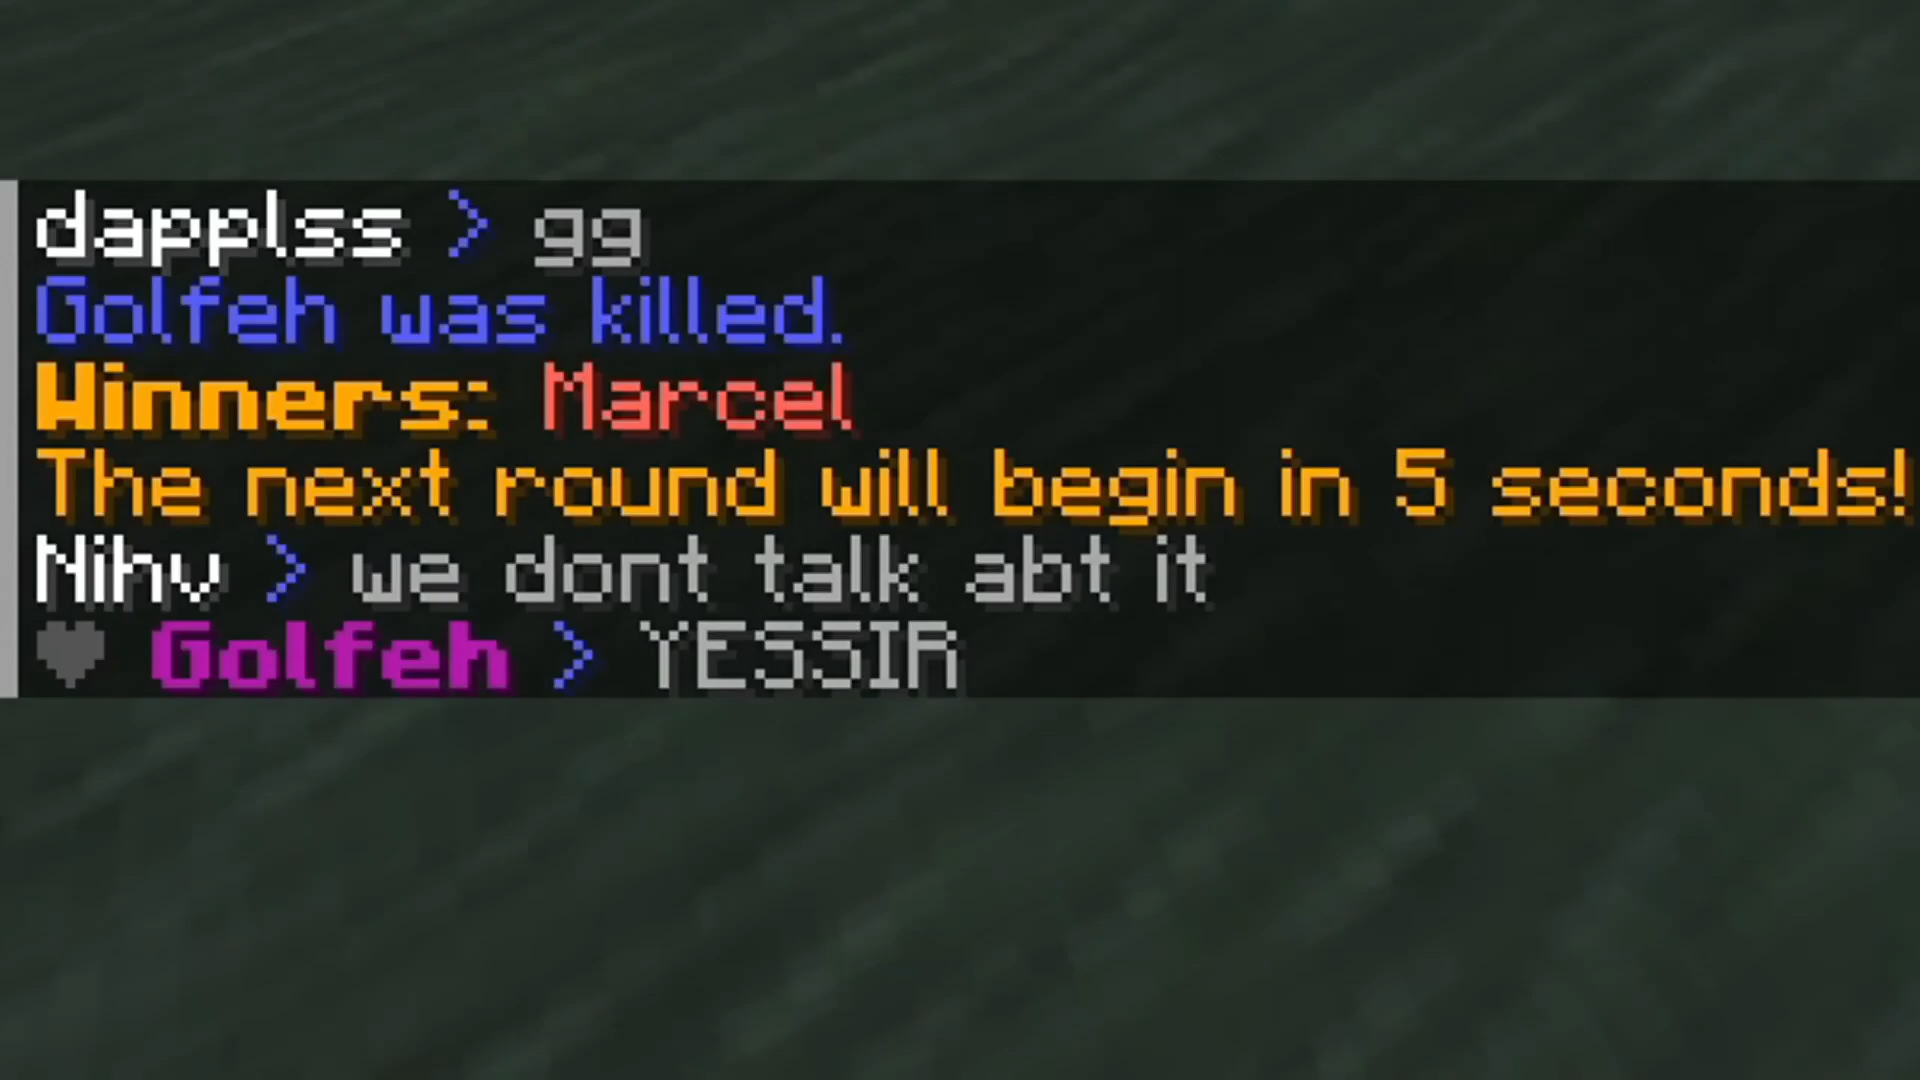 dapplss > gg
Golfeh was killed.
Winners: Marcel
The next round will begin in 5 seconds!
Nihv > we dont talk abt it
♥ Golfeh > YESSIR